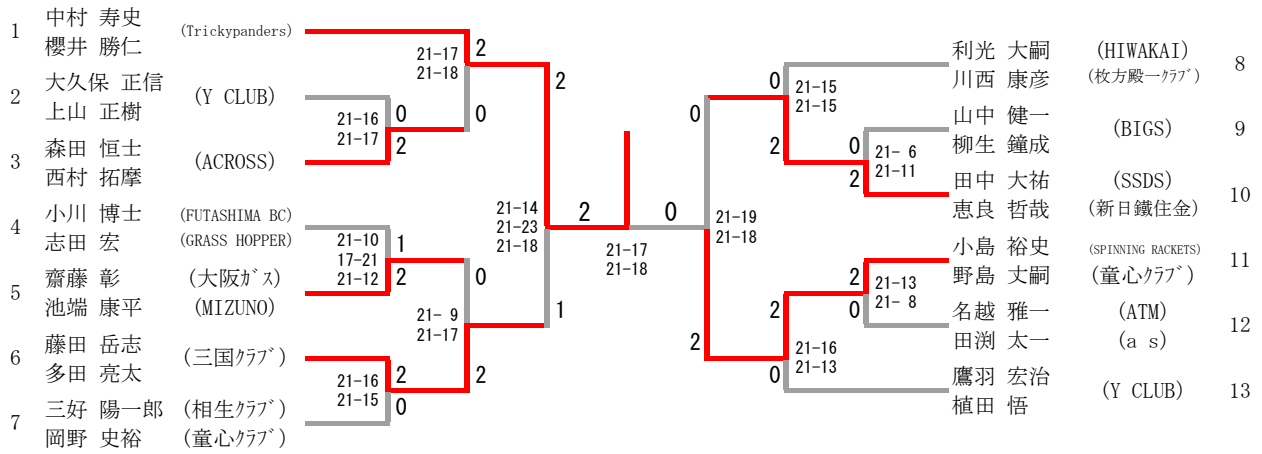 1
中村 寿史
櫻井 勝仁
(Trickypanders)
2
大久保 正信
上山 正樹
(Y CLUB)
3
森田 恒士
西村 拓摩
(ACROSS)
4
小川 博士 (FUTASHIMA BC)
志田 宏 (GRASS HOPPER)
5
齋藤 彰 (大阪ｶﾞｽ)
池端 康平 (MIZUNO)
6
藤田 岳志
多田 亮太
(三国ｸﾗﾌﾞ)
7
三好 陽一郎 (相生ｸﾗﾌﾞ)
岡野 史裕 (童心ｸﾗﾌﾞ)
21-17
21-18
2
0
21-16
21-17
0
2
21-10
17-21
21-12
1
2
21- 9
21-17
0
2
21-16
21-15
2
0
21-14
21-23
21-18
2
1
2
0
21-17
21-18
21-19
21-18
0
2
21-15
21-15
0
2
21- 6
21-11
0
2
21-13
21- 8
2
0
21-16
21-13
2
0
利光 大嗣 (HIWAKAI)
川西 康彦 (枚方殿一ｸﾗﾌﾞ)
8
山中 健一
柳生 鐘成
(BIGS)
9
田中 大祐 (SSDS)
恵良 哲哉 (新日鐵住金)
10
小島 裕史 (SPINNING RACKETS)
野島 丈嗣 (童心ｸﾗﾌﾞ)
11
名越 雅一 (ATM)
田渕 太一 (a s)
12
鷹羽 宏治
植田 悟
(Y CLUB)
13